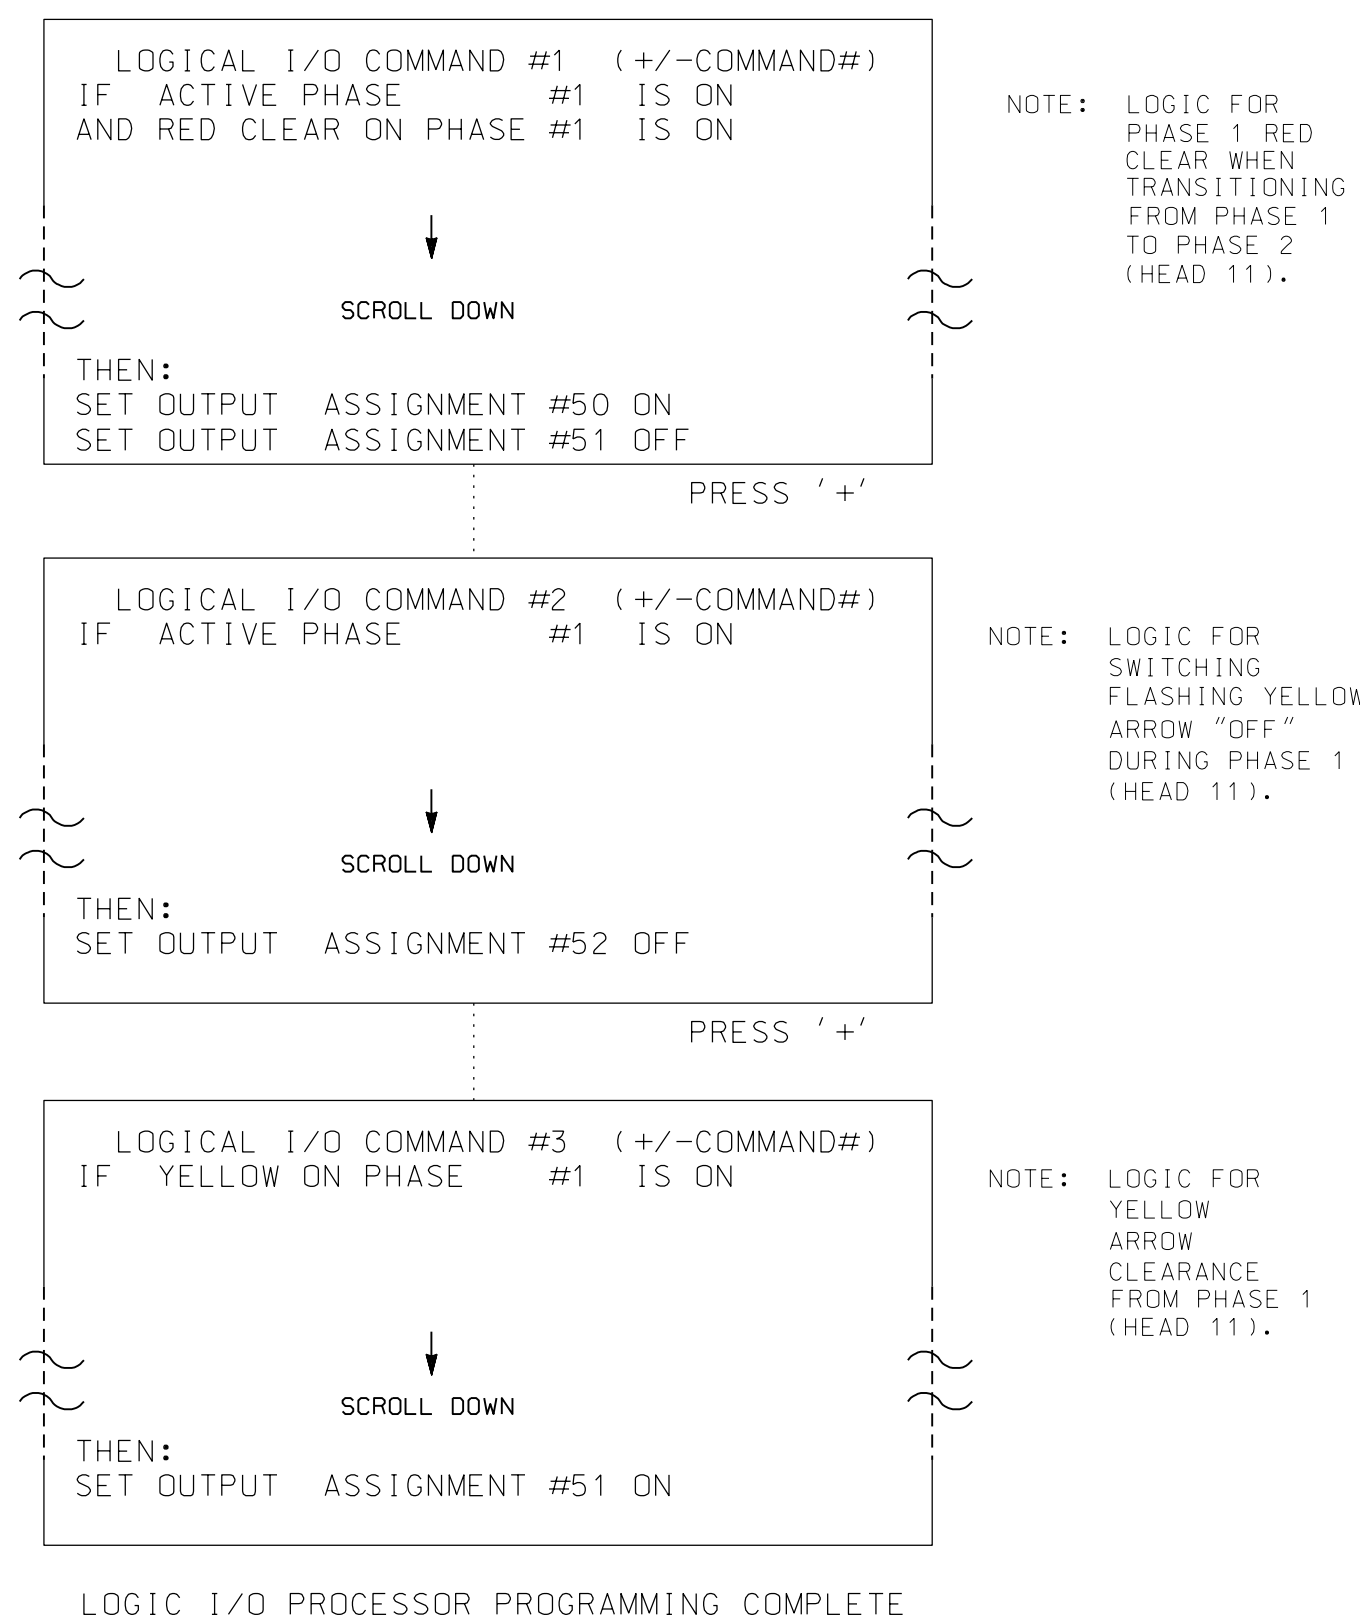 LOGICAL I/O COMMAND #1 (+/-COMMAND#)
IF ACTIVE PHASE #1 IS ON
AND RED CLEAR ON PHASE #1 IS ON
SCROLL DOWN
THEN:
SET OUTPUT ASSIGNMENT #50 ON
SET OUTPUT ASSIGNMENT #51 OFF
NOTE: LOGIC FOR
PHASE 1 RED
CLEAR WHEN
TRANSITIONING
FROM PHASE 1
TO PHASE 2
(HEAD 11).
PRESS '+'
LOGICAL I/O COMMAND #2 (+/-COMMAND#)
IF ACTIVE PHASE #1 IS ON
SCROLL DOWN
THEN:
SET OUTPUT ASSIGNMENT #52 OFF
NOTE: LOGIC FOR
SWITCHING
FLASHING YELLOW
ARROW "OFF"
DURING PHASE 1
(HEAD 11).
PRESS '+'
LOGICAL I/O COMMAND #3 (+/-COMMAND#)
IF YELLOW ON PHASE #1 IS ON
SCROLL DOWN
THEN:
SET OUTPUT ASSIGNMENT #51 ON
NOTE: LOGIC FOR
YELLOW
ARROW
CLEARANCE
FROM PHASE 1
(HEAD 11).
LOGIC I/O PROCESSOR PROGRAMMING COMPLETE